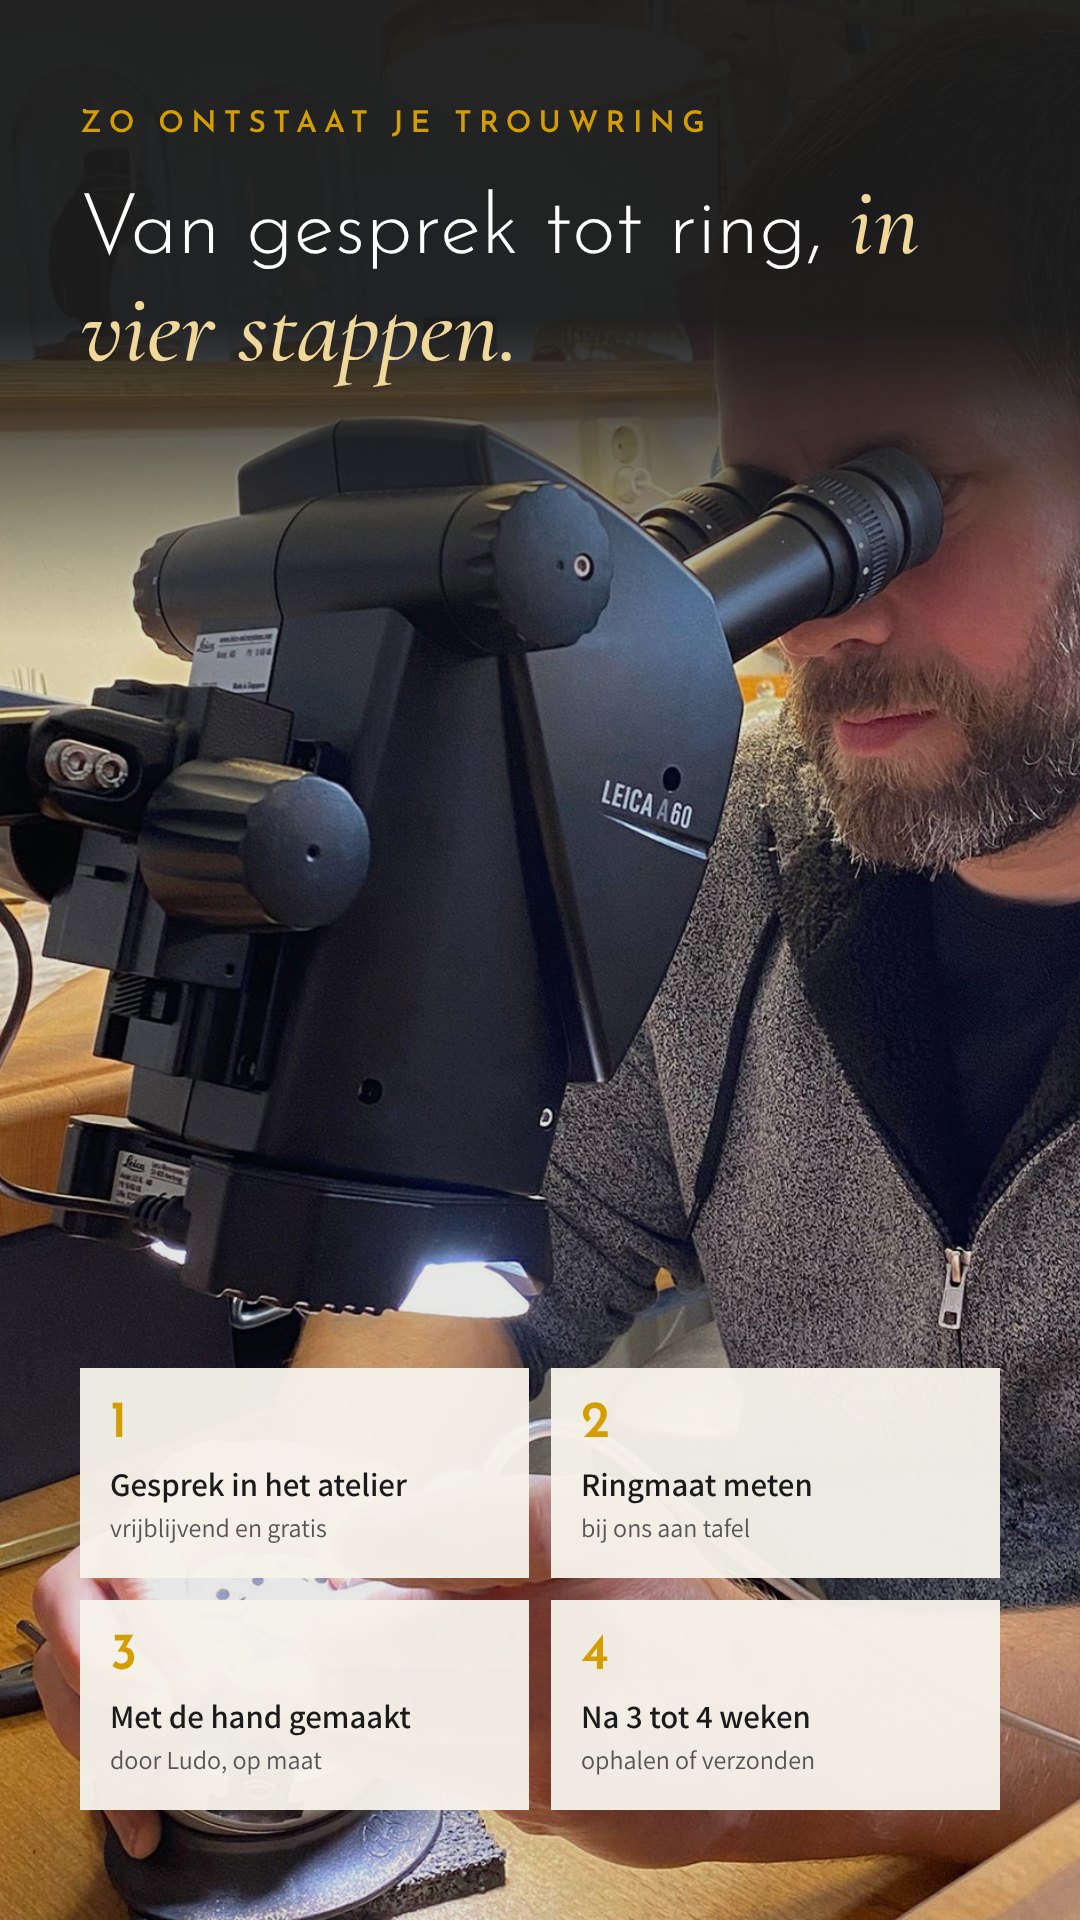 ZO ONTSTAAT JE TROUWRING
Van gesprek tot ring, in
vier stappen.
Leica
LEICA A60
Leica
1
Gesprek in het atelier
vrijblijvend en gratis
2
Ringmaat meten
bij ons aan tafel
3
Met de hand gemaakt
door Ludo, op maat
4
Na 3 tot 4 weken
ophalen of verzonden